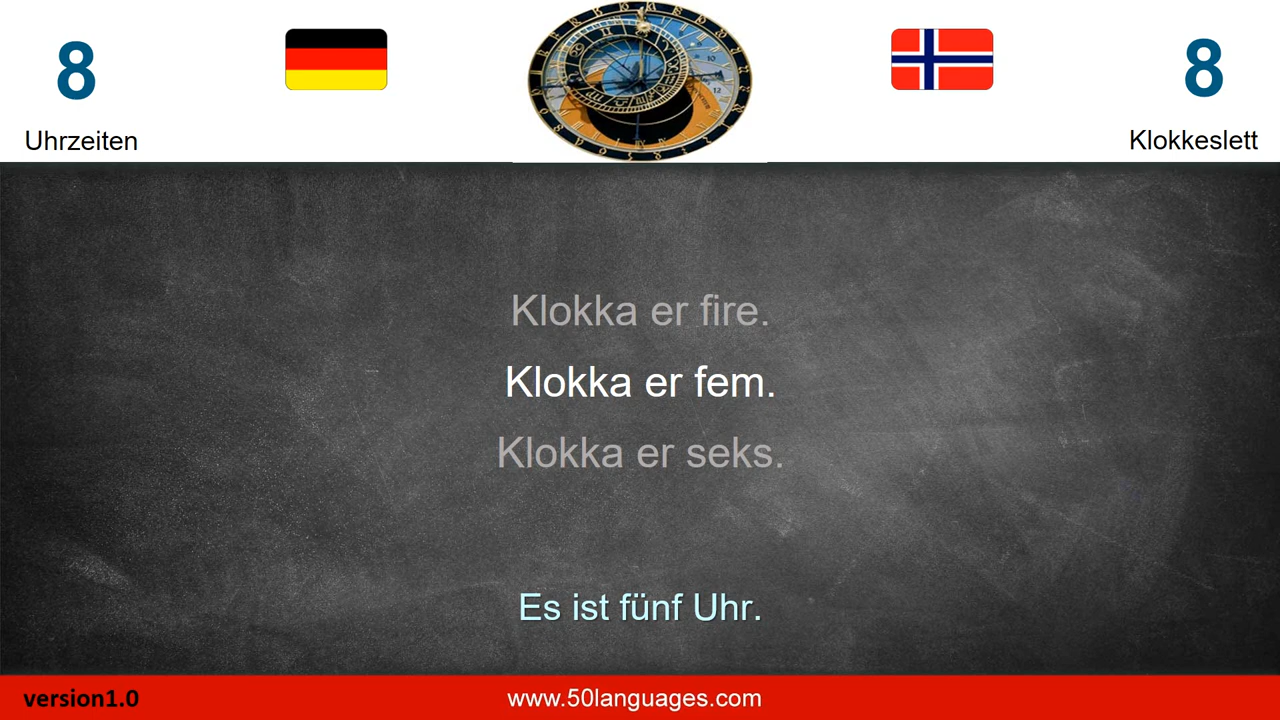 8
8
Uhrzeiten
Klokkeslett
Klokka er fire.
Klokka er fem.
Klokka er seks.
Es ist fünf Uhr.
version1.0
www.50languages.com